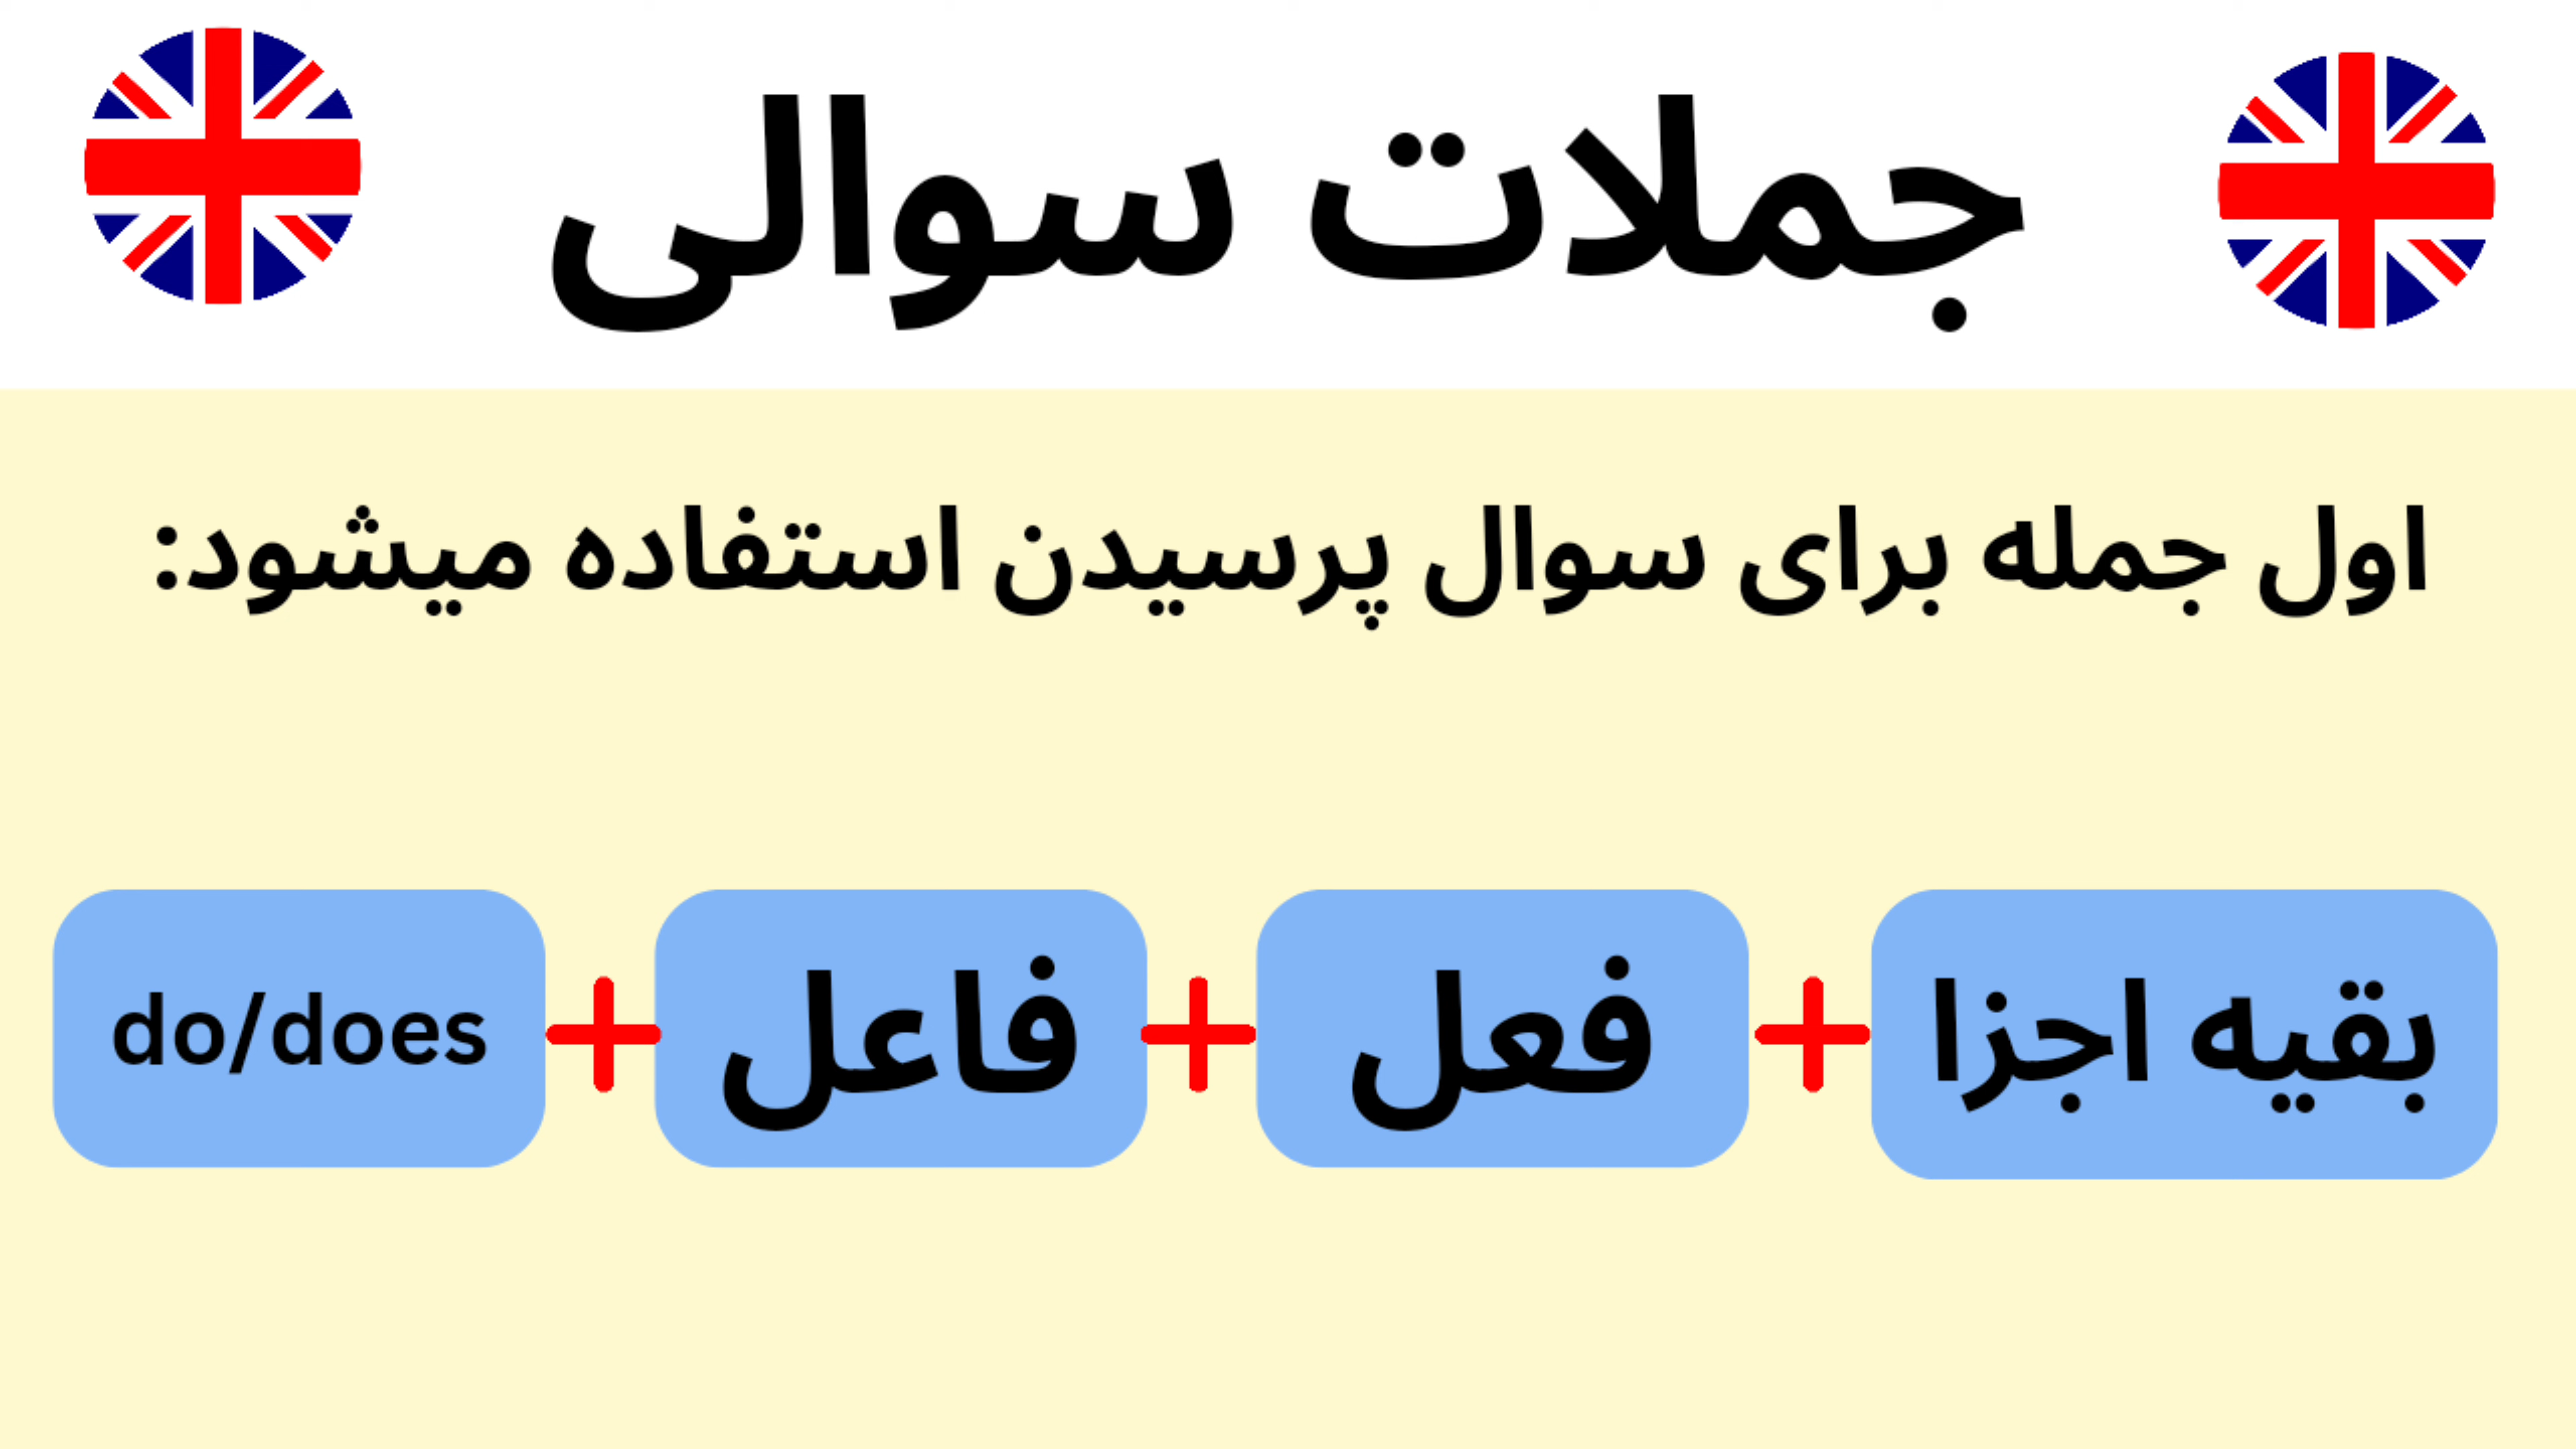 جملات سوالی
اول جمله برای سوال پرسیدن استفاده میشود:
do/does + فاعل + فعل + بقیه اجزا